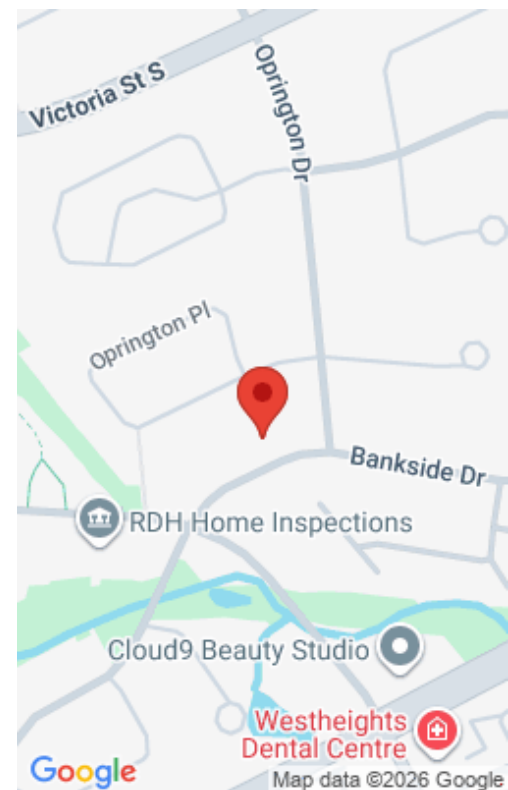 Victoria St S
Oprington Dr
Oprington Pl
Bankside Dr
RDH Home Inspections
Cloud9 Beauty Studio
Westheights
Dental Centre
Google
Map data ©2026 Google